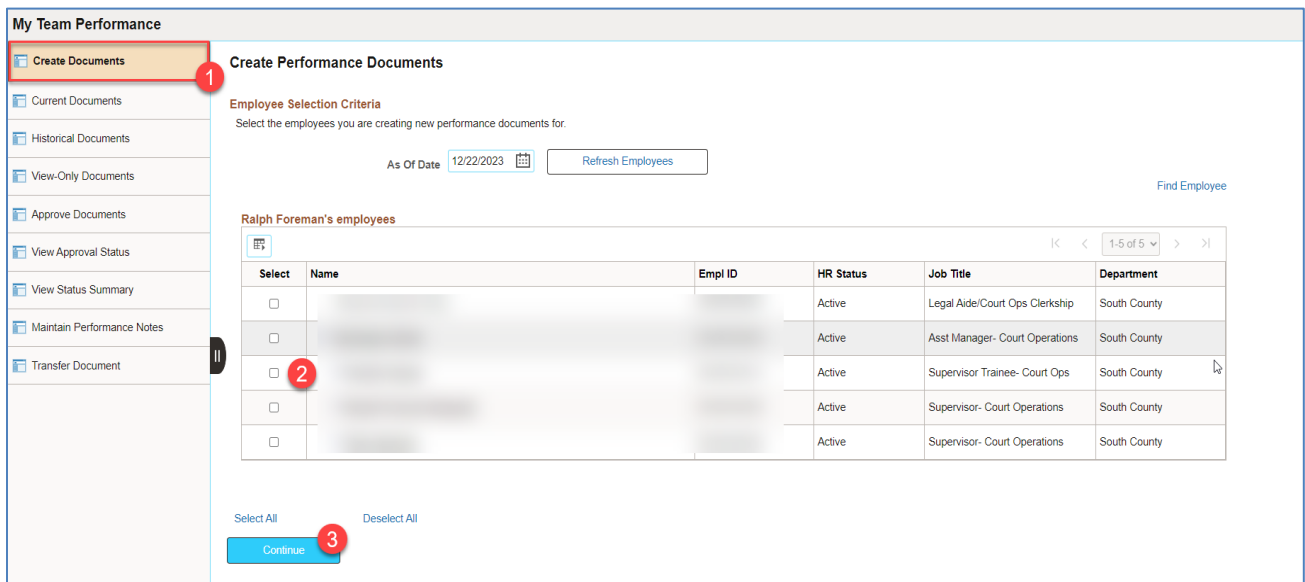 My Team Performance
Create Documents
1
Current Documents
Historical Documents
View-Only Documents
Approve Documents
View Approval Status
View Status Summary
Maintain Performance Notes
Transfer Document
Create Performance Documents
Employee Selection Criteria
Select the employees you are creating new performance documents for.
As Of Date 12/22/2023 Refresh Employees
Find Employee
Ralph Foreman's employees
1-5 of 5
Select Name Empl ID HR Status Job Title Department
Active Legal Aide/Court Ops Clerkship South County
Active Asst Manager- Court Operations South County
2 Active Supervisor Trainee- Court Ops South County
Active Supervisor- Court Operations South County
Active Supervisor- Court Operations South County
Select All Deselect All
Continue 3